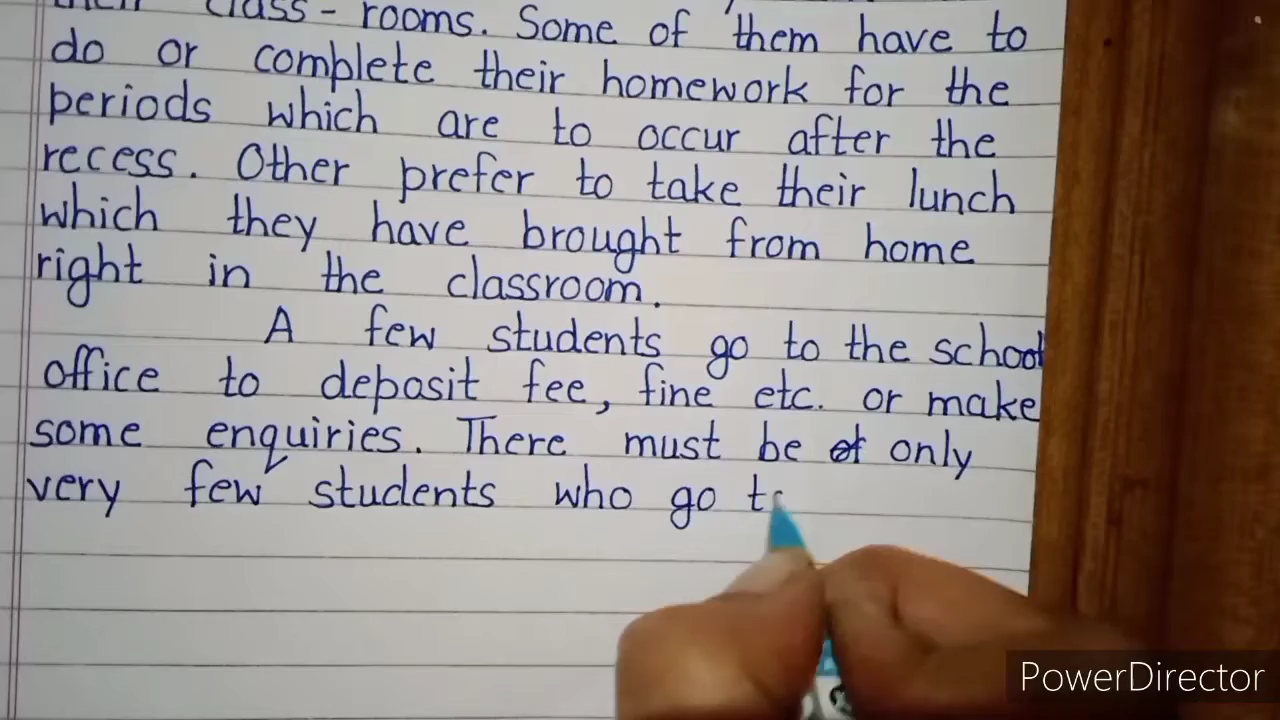 their class - rooms. Some of them have to
do or complete their homework for the
periods which are to occur after the
recess. Other prefer to take their lunch
which they have brought from home
right in the classroom.
A few students go to the school
office to deposit fee, fine etc. or make
some enquiries. There must be only
very few students who go to
PowerDirector